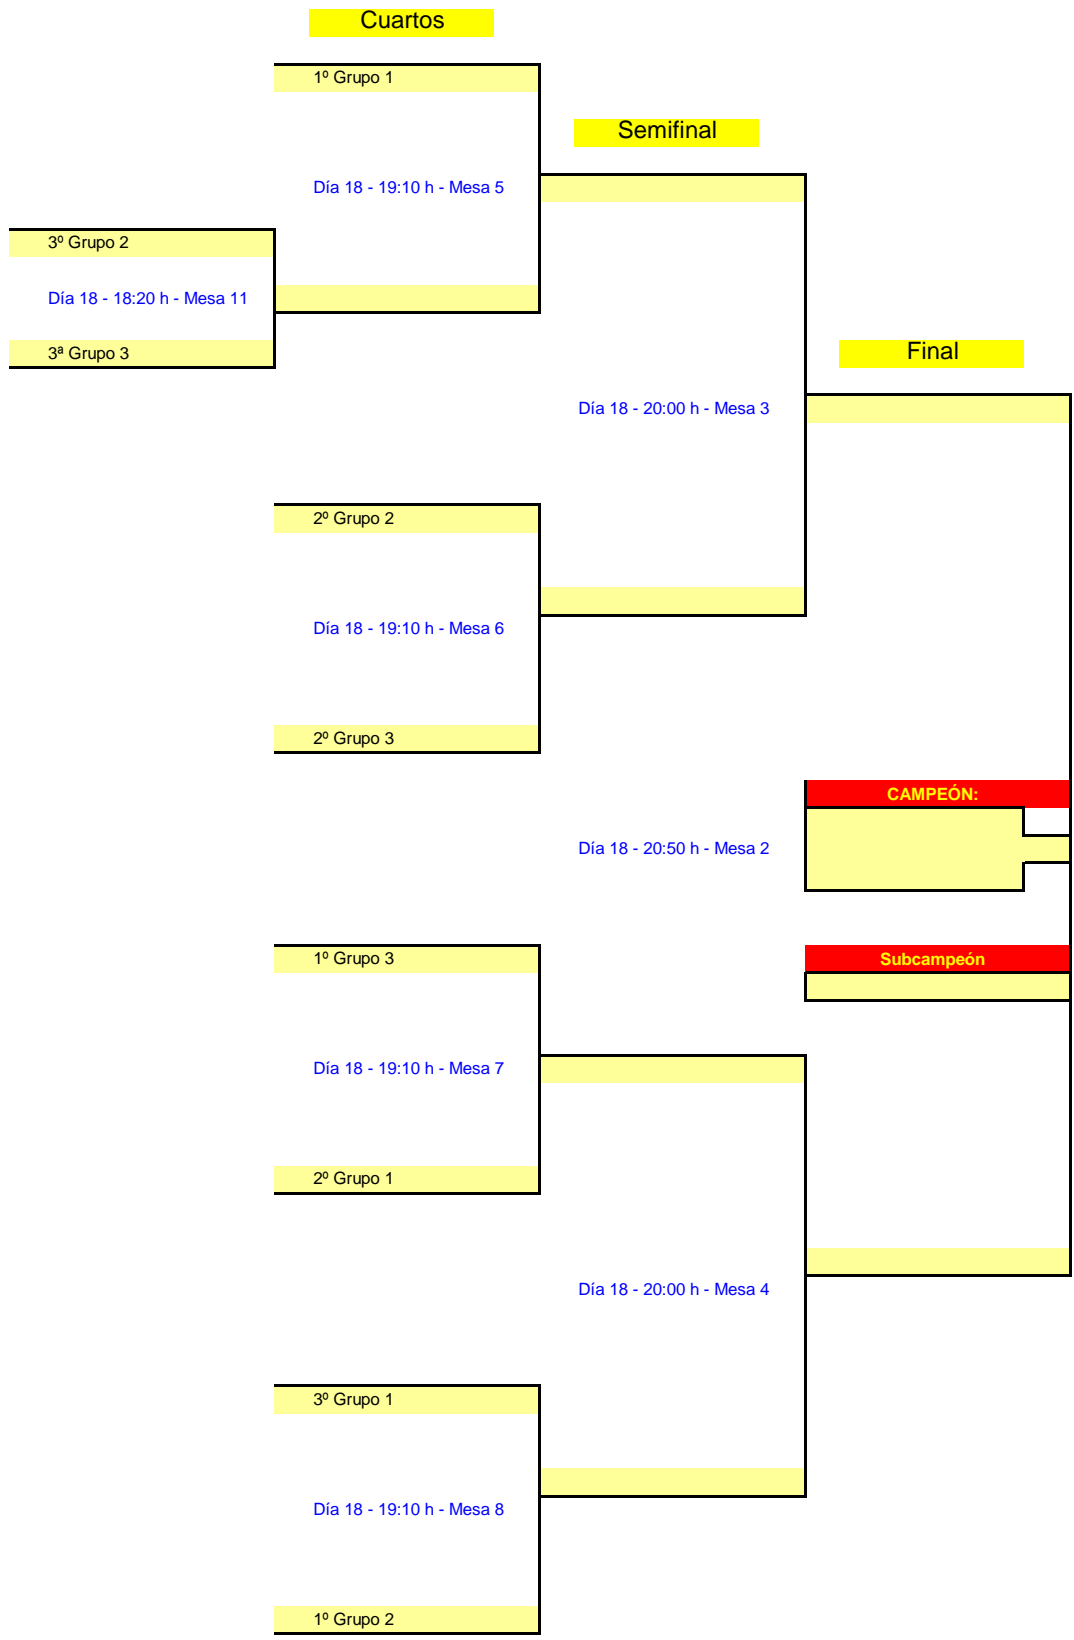 Cuartos
1º Grupo 1
Semifinal
Día 18 - 19:10 h - Mesa 5
3º Grupo 2
Día 18 - 18:20 h - Mesa 11
3ª Grupo 3
Final
Día 18 - 20:00 h - Mesa 3
2º Grupo 2
Día 18 - 19:10 h - Mesa 6
2º Grupo 3
CAMPEÓN:
Día 18 - 20:50 h - Mesa 2
1º Grupo 3
Subcampeón
Día 18 - 19:10 h - Mesa 7
2º Grupo 1
Día 18 - 20:00 h - Mesa 4
3º Grupo 1
Día 18 - 19:10 h - Mesa 8
1º Grupo 2